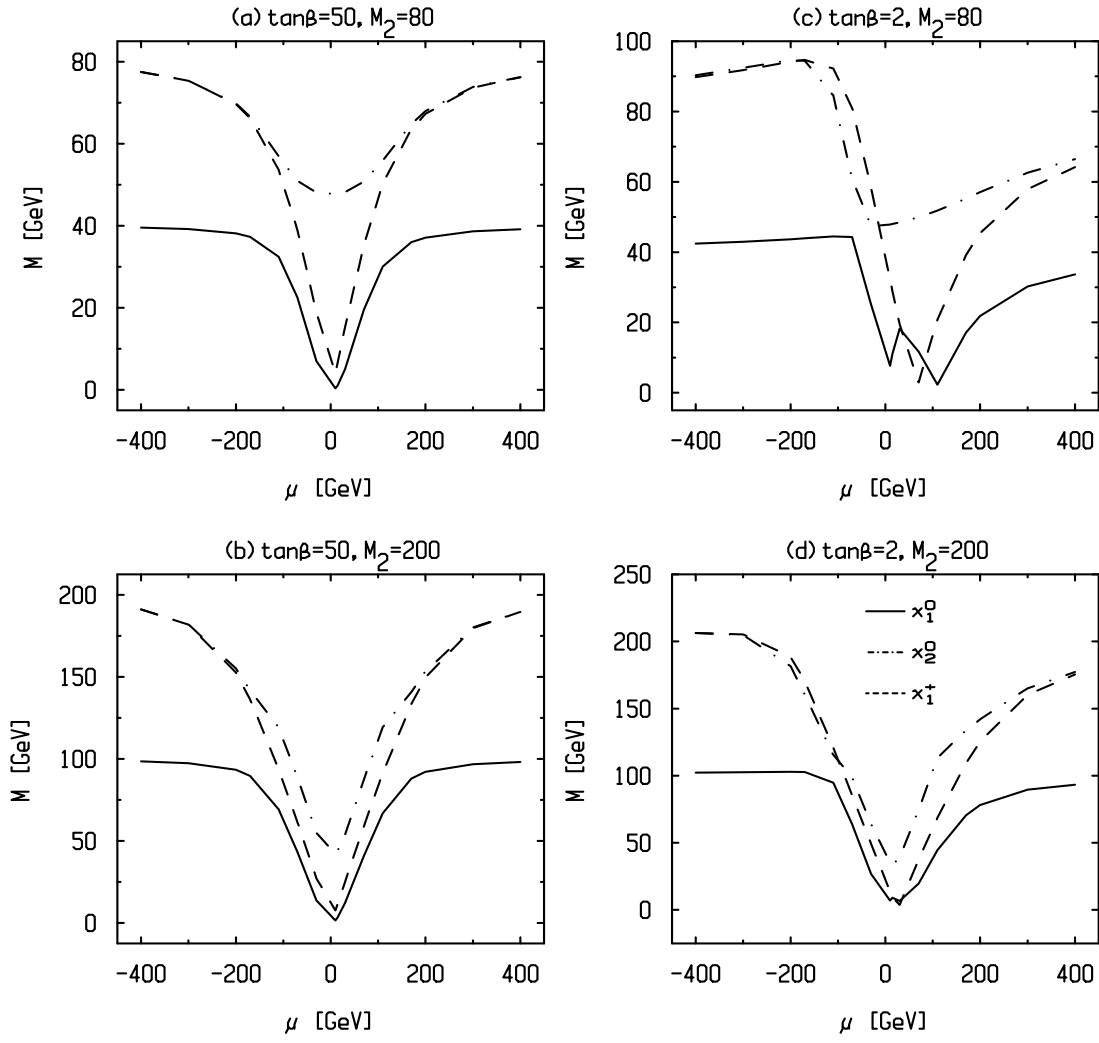 (a) tanβ=50, M₂=80
80
60
40
20
0
M [GeV]
-400 -200 0 200 400
μ [GeV]
(c) tanβ=2, M₂=80
100
80
60
40
20
0
M [GeV]
-400 -200 0 200 400
μ [GeV]
(b) tanβ=50, M₂=200
200
150
100
50
0
M [GeV]
-400 -200 0 200 400
μ [GeV]
(d) tanβ=2, M₂=200
250
200
150
100
50
0
M [GeV]
χ₁⁰
χ₂⁰
χ₁⁺
-400 -200 0 200 400
μ [GeV]